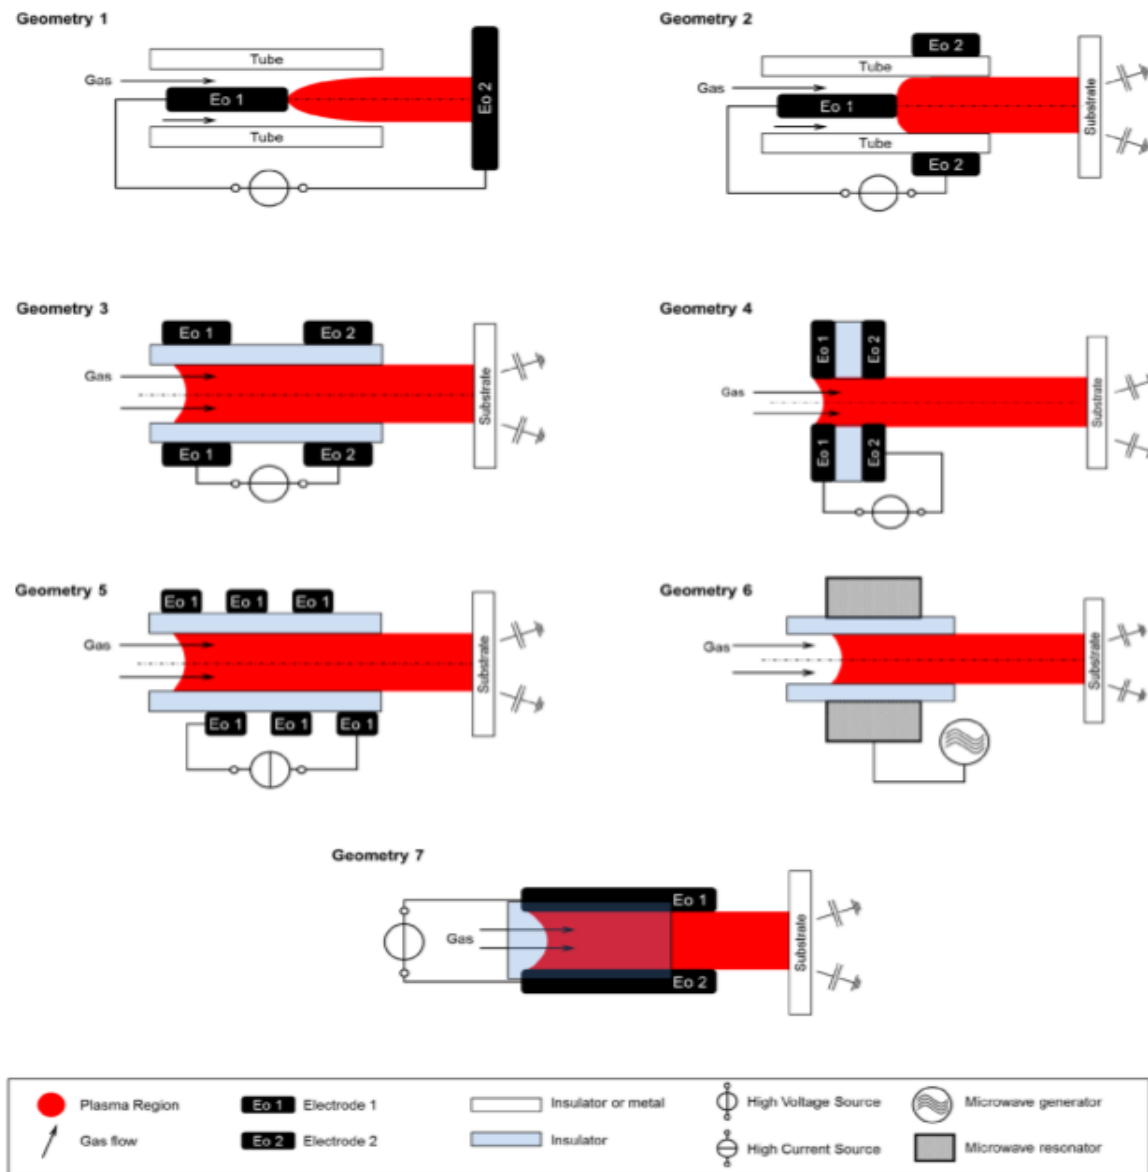 Geometry 1
Tube
Gas
Eo 1
Tube
Eo 2
Geometry 2
Eo 2
Tube
Gas
Eo 1
Tube
Eo 2
Substrate
Geometry 3
Eo 1 Eo 2
Gas
Eo 1 Eo 2
Substrate
Geometry 4
Eo 1 Eo 2
Gas
Eo 1 Eo 2
Substrate
Geometry 5
Eo 1 Eo 1 Eo 1
Gas
Eo 1 Eo 1 Eo 1
Substrate
Geometry 6
Gas
Substrate
Geometry 7
Eo 1
Gas
Eo 2
Substrate
Plasma Region Eo 1 Electrode 1 Insulator or metal High Voltage Source Microwave generator
Gas flow Eo 2 Electrode 2 Insulator High Current Source Microwave resonator